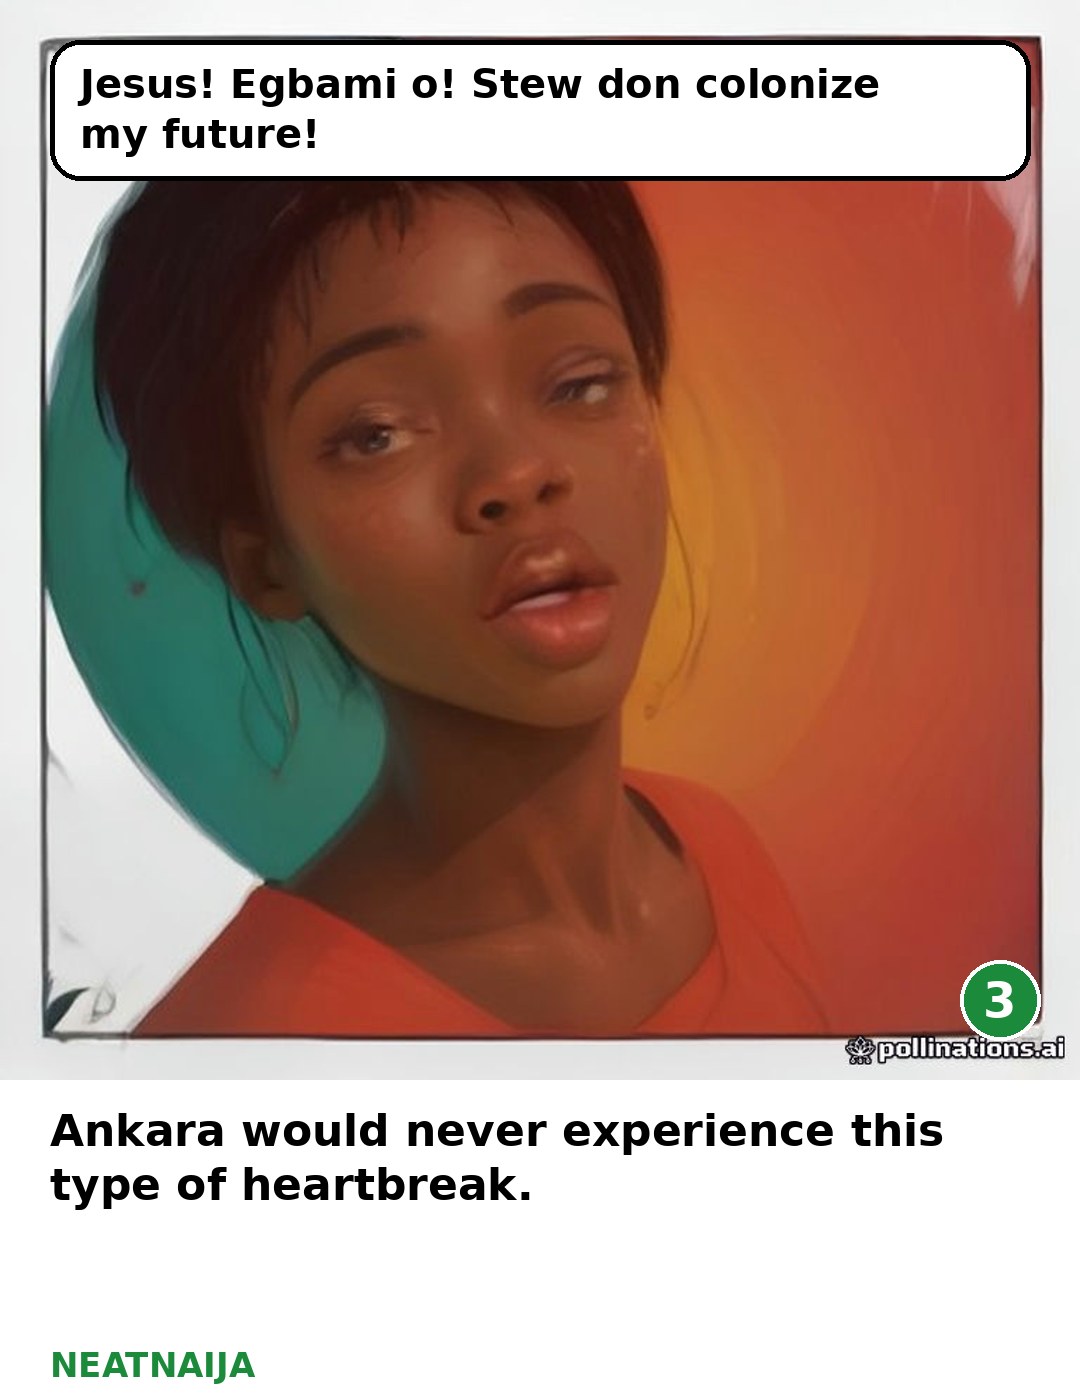 Jesus! Egbami o! Stew don colonize
my future!
3
pollinations.ai
Ankara would never experience this
type of heartbreak.
NEATNAIJA